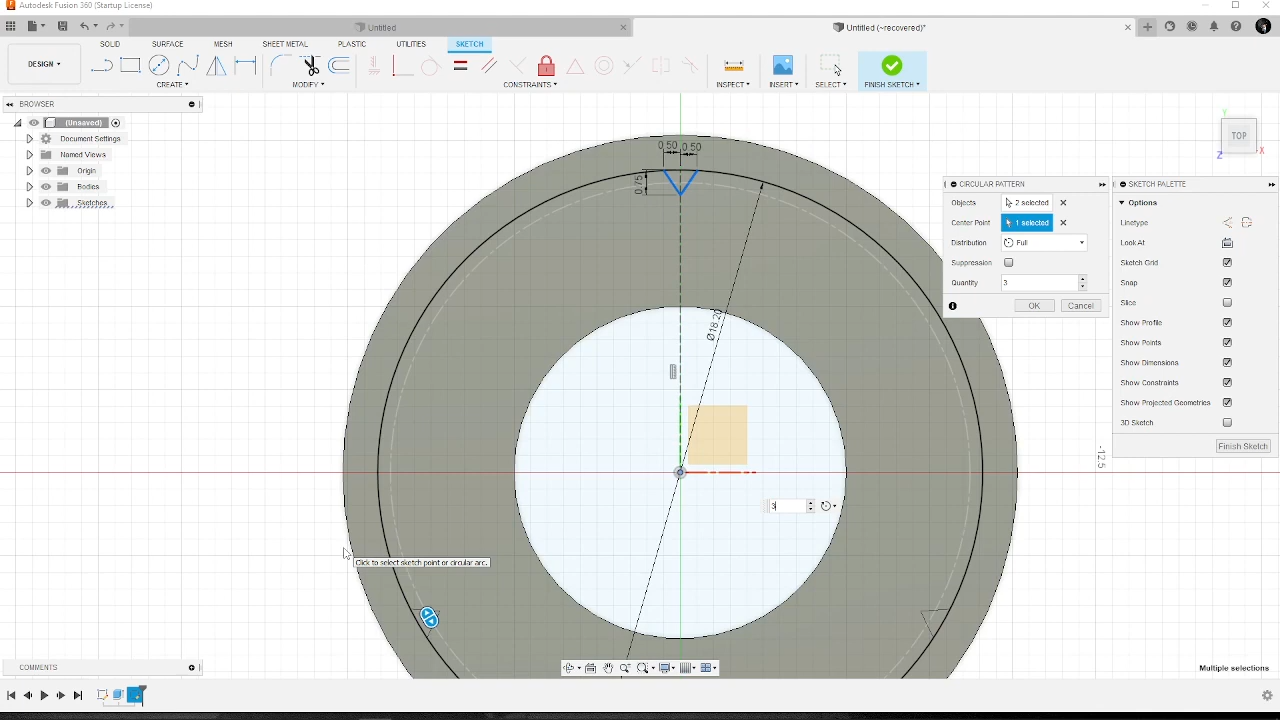 Autodesk Fusion 360 (Startup License)
Untitled
Untitled (~recovered)*
DESIGN
SOLID
SURFACE
MESH
SHEET METAL
PLASTIC
UTILITIES
SKETCH
CREATE
MODIFY
CONSTRAINTS
INSPECT
INSERT
SELECT
FINISH SKETCH
BROWSER
(Unsaved)
Document Settings
Named Views
Origin
Bodies
Sketches
0.50 0.50
0.75
Ø18.20
3
-12.5
Click to select sketch point or circular arc.
Y
TOP
X
Z
CIRCULAR PATTERN
Objects 2 selected
Center Point 1 selected
Distribution Full
Suppression
Quantity 3
OK Cancel
SKETCH PALETTE
Options
Linetype
Look At
Sketch Grid
Snap
Slice
Show Profile
Show Points
Show Dimensions
Show Constraints
Show Projected Geometries
3D Sketch
Finish Sketch
COMMENTS
Multiple selections